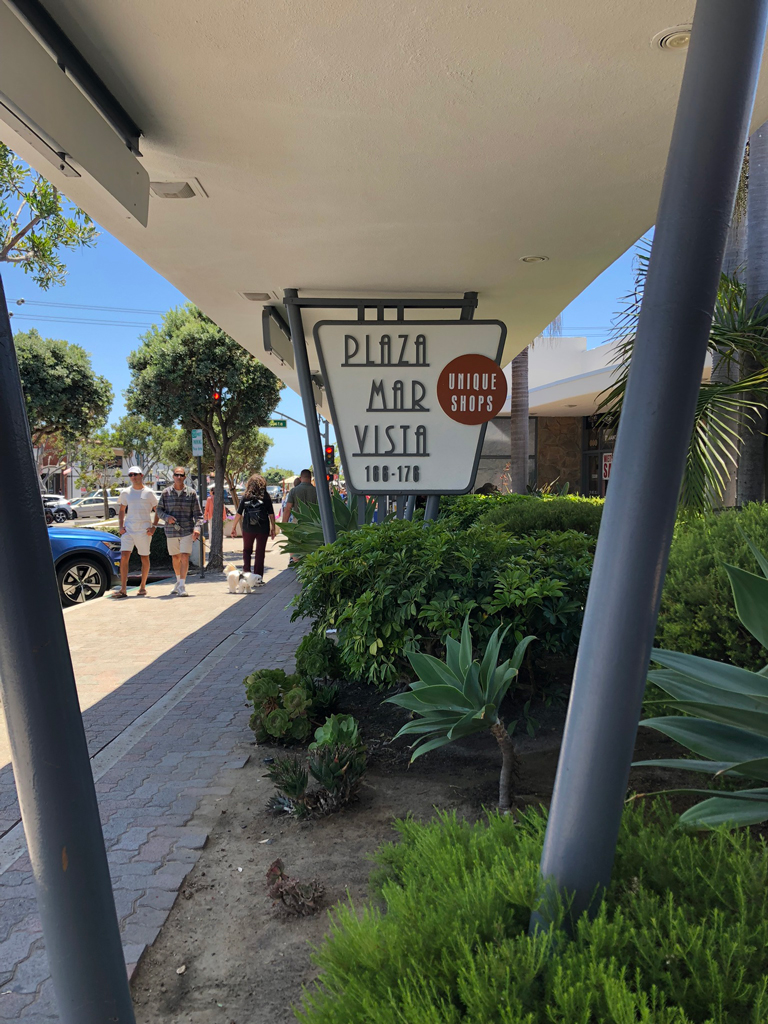 PLAZA
MAR
VISTA
166-176
UNIQUE
SHOPS